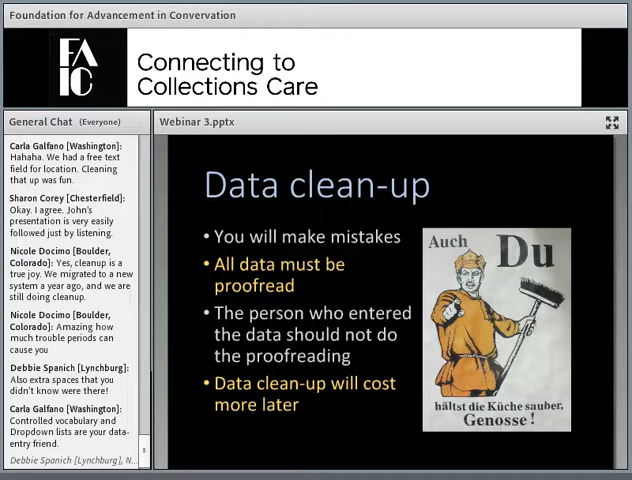 Foundation for Advancement in Convervation
FA
IC
Connecting to
Collections Care
General Chat (Everyone)
Carla Galfano [Washington]:
Hahaha. We had a free text
field for location. Cleaning
that up was fun.
Sharon Corey [Chesterfield]:
Okay. I agree. John's
presentation is very easily
followed just by listening.
Nicole Docimo [Boulder,
Colorado]: Yes, cleanup is a
true joy. We migrated to a new
system a year ago, and we are
still doing cleanup.
Nicole Docimo [Boulder,
Colorado]: Amazing how
much trouble periods can
cause you
Debbie Spanich [Lynchburg]:
Also extra spaces that you
didn't know were there!
Carla Galfano [Washington]:
Controlled vocabulary and
Dropdown lists are your data-
entry friend.
Debbie Spanich [Lynchburg], N...
Webinar 3.pptx
Data clean-up
• You will make mistakes
• All data must be
proofread
• The person who entered
the data should not do
the proofreading
• Data clean-up will cost
more later
Auch Du
hältst die Küche sauber,
Genosse!